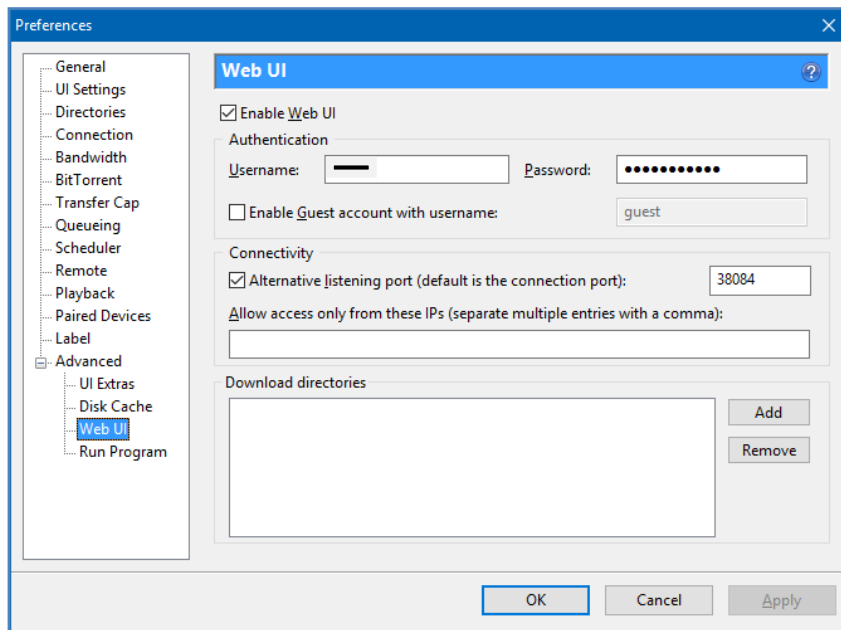 Preferences
General
UI Settings
Directories
Connection
Bandwidth
BitTorrent
Transfer Cap
Queueing
Scheduler
Remote
Playback
Paired Devices
Label
Advanced
UI Extras
Disk Cache
Web UI
Run Program
Web UI
Enable Web UI
Authentication
Username: Password: ●●●●●●●●●●●
Enable Guest account with username: guest
Connectivity
Alternative listening port (default is the connection port): 38084
Allow access only from these IPs (separate multiple entries with a comma):
Download directories
Add
Remove
OK Cancel Apply